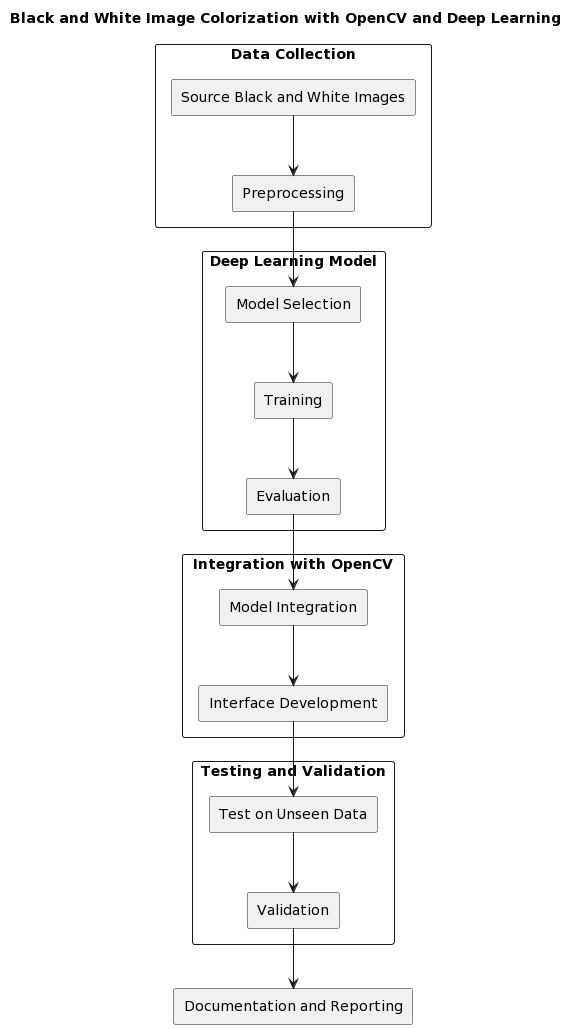 Black and White Image Colorization with OpenCV and Deep Learning
Data Collection
Source Black and White Images
Preprocessing
Deep Learning Model
Model Selection
Training
Evaluation
Integration with OpenCV
Model Integration
Interface Development
Testing and Validation
Test on Unseen Data
Validation
Documentation and Reporting